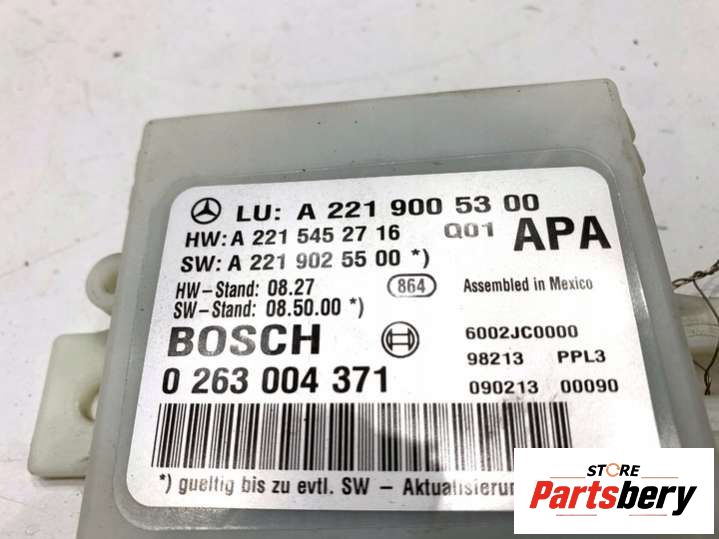 LU: A 221 900 53 00
HW: A 221 545 27 16 Q01 APA
SW: A 221 902 55 00 *)
HW-Stand: 08.27 864 Assembled in Mexico
SW-Stand: 08.50.00 *)
BOSCH 6002JC0000
98213 PPL3
0 263 004 371 090213 00090
*) gueltig bis zu evtl. SW - Aktualisierun
STORE
Partsbery